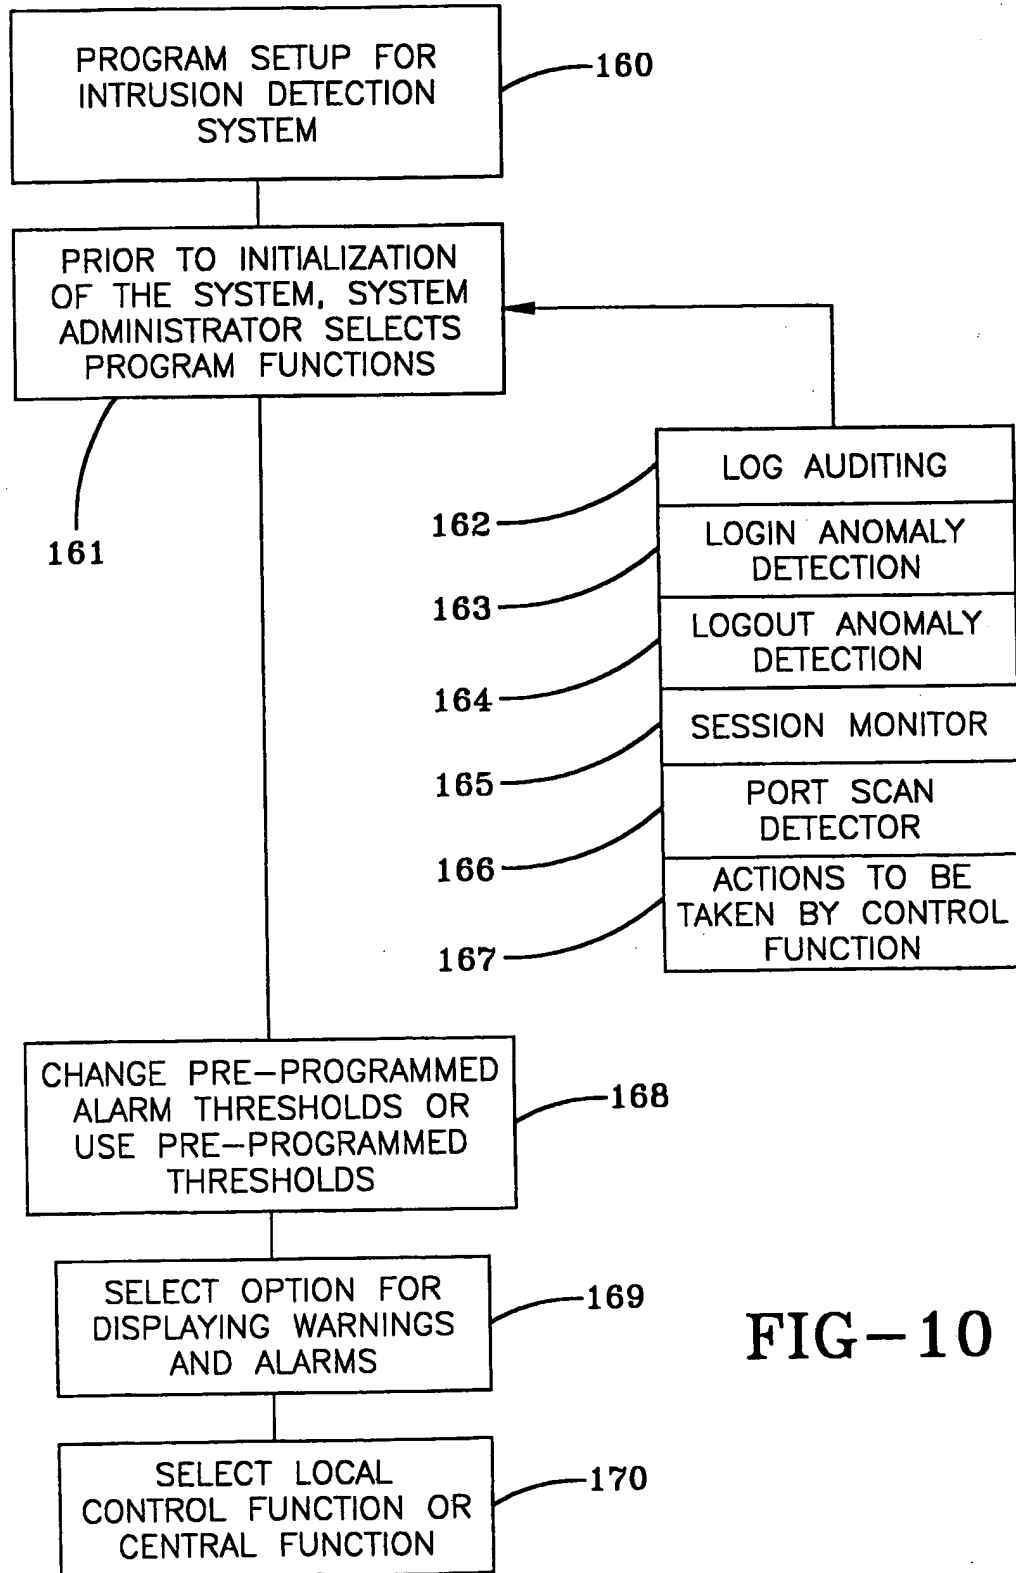 PROGRAM SETUP FOR
INTRUSION DETECTION
SYSTEM
160
PRIOR TO INITIALIZATION
OF THE SYSTEM, SYSTEM
ADMINISTRATOR SELECTS
PROGRAM FUNCTIONS
161
LOG AUDITING
162
LOGIN ANOMALY
DETECTION
163
LOGOUT ANOMALY
DETECTION
164
SESSION MONITOR
165
PORT SCAN
DETECTOR
166
ACTIONS TO BE
TAKEN BY CONTROL
FUNCTION
167
CHANGE PRE-PROGRAMMED
ALARM THRESHOLDS OR
USE PRE-PROGRAMMED
THRESHOLDS
168
SELECT OPTION FOR
DISPLAYING WARNINGS
AND ALARMS
169
FIG-10
SELECT LOCAL
CONTROL FUNCTION OR
CENTRAL FUNCTION
170